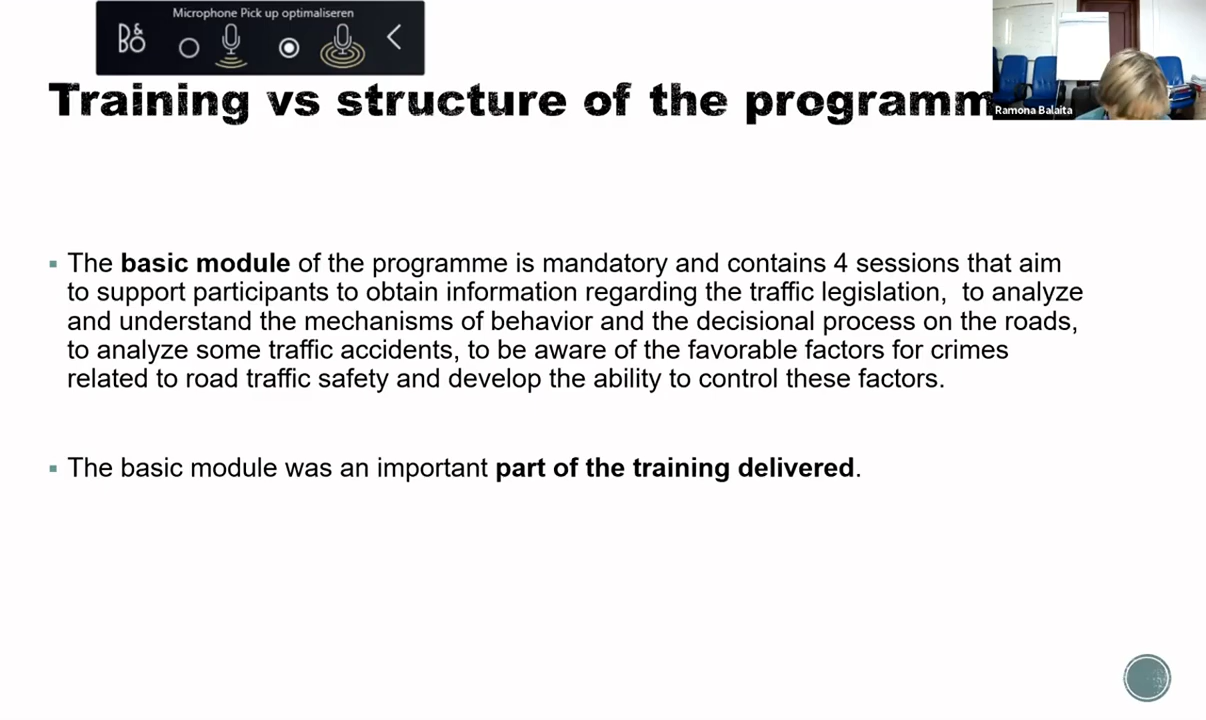 Microphone Pick up optimaliseren
B&O
Training vs structure of the programm
Ramona Balaita
The basic module of the programme is mandatory and contains 4 sessions that aim
to support participants to obtain information regarding the traffic legislation, to analyze
and understand the mechanisms of behavior and the decisional process on the roads,
to analyze some traffic accidents, to be aware of the favorable factors for crimes
related to road traffic safety and develop the ability to control these factors.
The basic module was an important part of the training delivered.